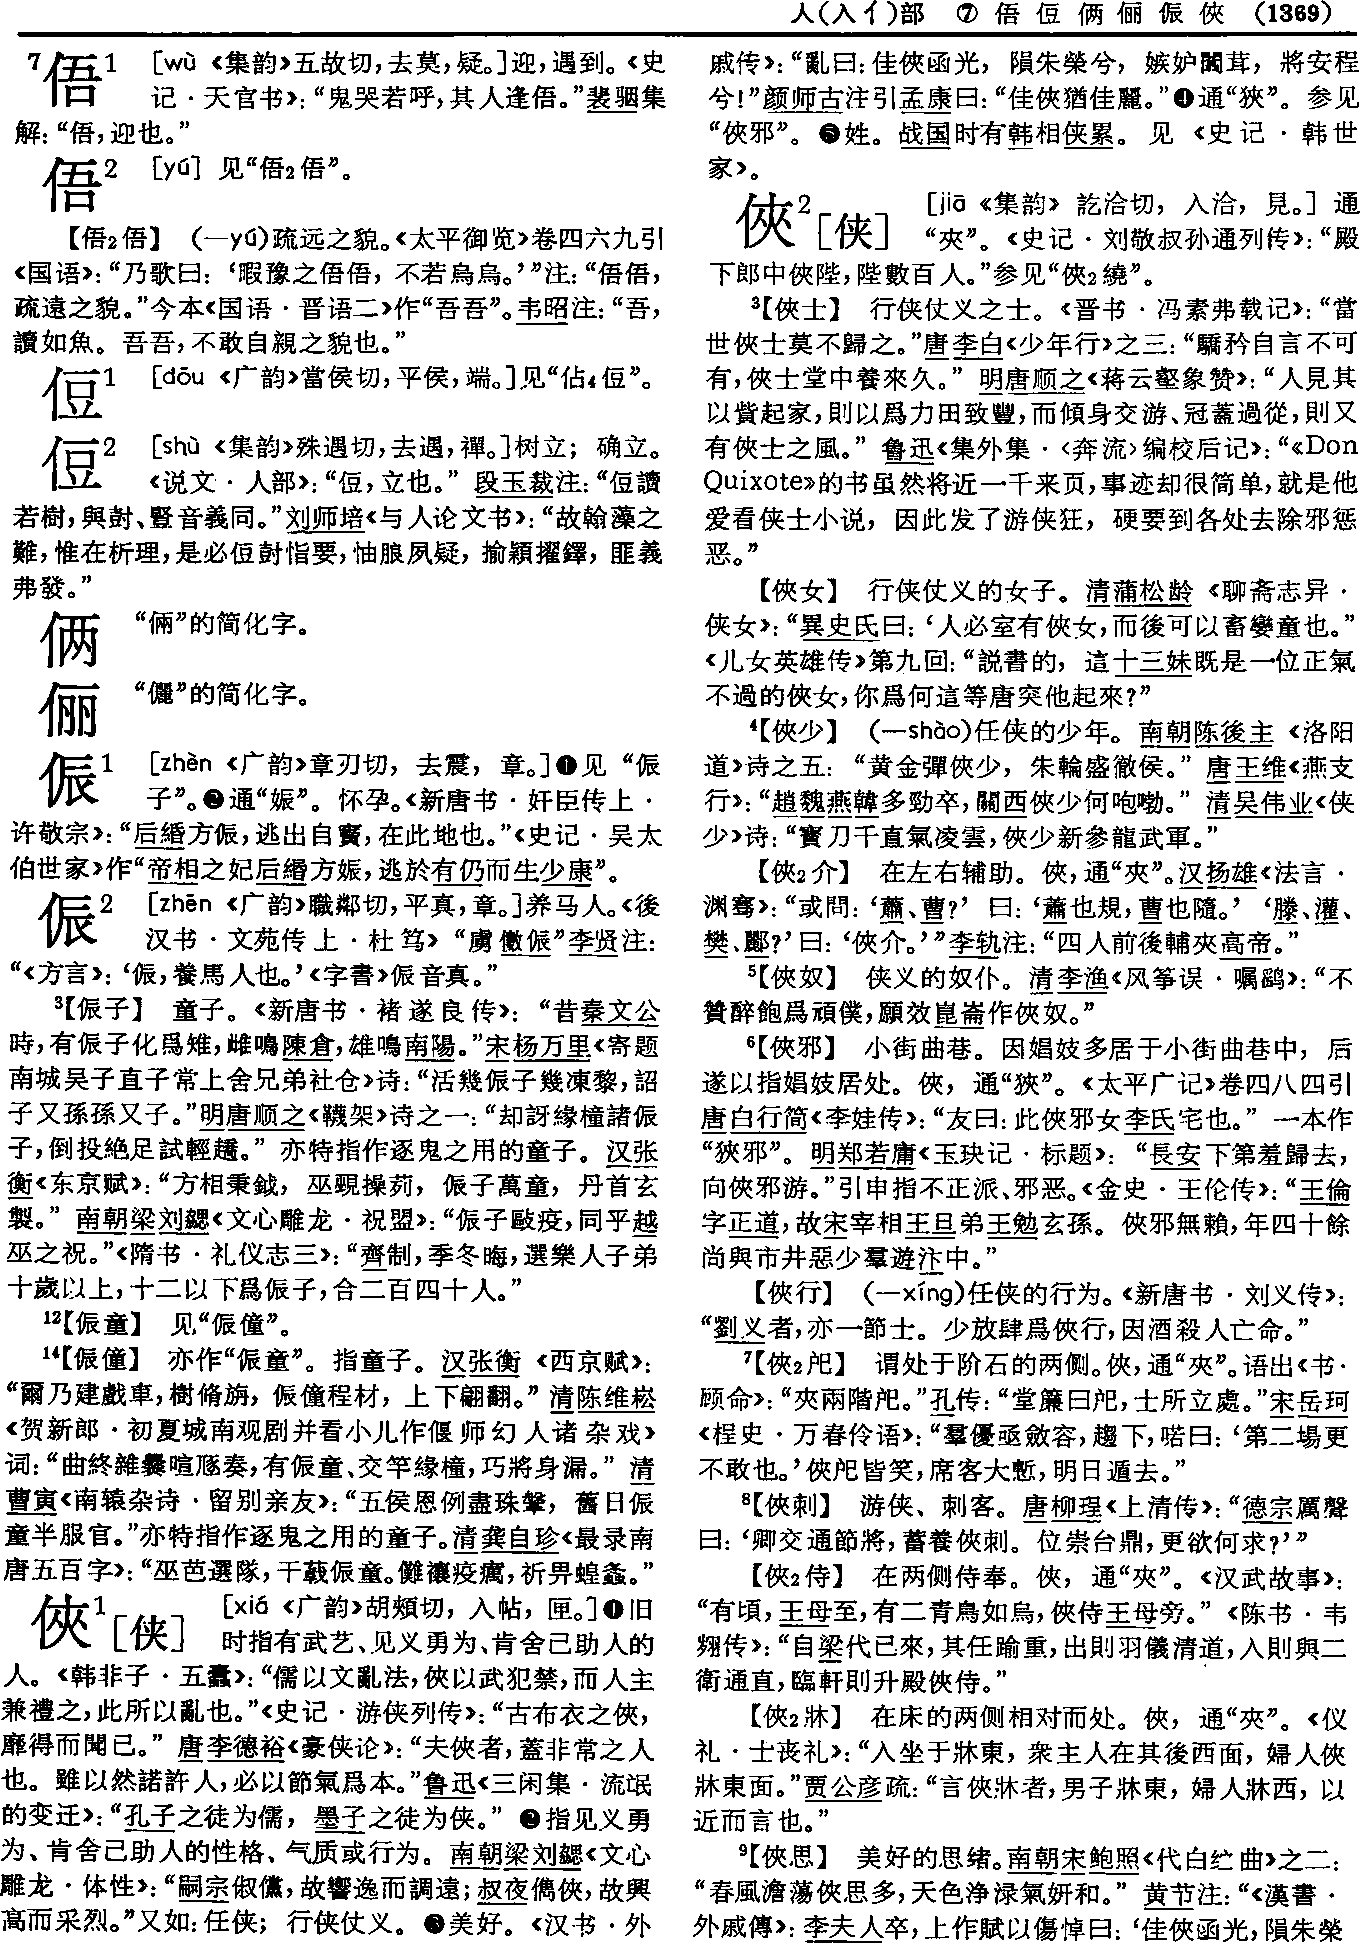 人(入亻)部 ⑦ 俉 侸 俩 俪 侲 俠 (1369)
7俉1 [wù 《集韵》五故切，去莫，疑。]迎，遇到。《史
记·天官书》：“鬼哭若呼，其人逢俉。”裴骃集
解：“俉，迎也。”
俉2 [yú] 见“俉₂俉”。
【俉₂俉】 (—yú)疏远之貌。《太平御览》卷四六九引
《国语》：“乃歌曰：‘暇豫之俉俉，不若烏烏。’”注：“俉俉，
疏遠之貌。”今本《国语·晋语二》作“吾吾”。韦昭注：“吾，
讀如魚。吾吾，不敢自親之貌也。”
侸1 [dōu 《广韵》當侯切，平侯，端。]见“佔₄侸”。
侸2 [shù 《集韵》殊遇切，去遇，禪。]树立；确立。
《说文·人部》：“侸，立也。” 段玉裁注：“侸讀
若樹，與尌、豎音義同。”刘师培《与人论文书》：“故翰藻之
難，惟在析理，是必侸尌恉要，怞腺夙疑，揄穎擢鐸，匪義
弗發。”
俩 “倆”的简化字。
俪 “儷”的简化字。
侲1 [zhèn 《广韵》章刃切，去震，章。]❶见“侲
子”。❷通“娠”。怀孕。《新唐书·奸臣传上·
许敬宗》：“后緡方侲，逃出自竇，在此地也。”《史记·吴太
伯世家》作“帝相之妃后緡方娠，逃於有仍而生少康”。
侲2 [zhēn 《广韵》職鄰切，平真，章。]养马人。《後
汉书·文苑传上·杜笃》“虜儌侲”李贤注：
“《方言》：‘侲，養馬人也。’《字書》侲音真。”
³【侲子】 童子。《新唐书·褚遂良传》：“昔秦文公
時，有侲子化爲雉，雌鳴陳倉，雄鳴南陽。”宋杨万里《寄题
南城吴子直子常上舍兄弟社仓》诗：“活幾侲子幾凍黎，詔
子又孫孫又子。”明唐顺之《韈架》诗之一：“却訝緣橦諸侲
子，倒投絶足試輕趫。” 亦特指作逐鬼之用的童子。汉张
衡《东京赋》：“方相秉鉞，巫覡操茢，侲子萬童，丹首玄
製。” 南朝梁刘勰《文心雕龙·祝盟》：“侲子敺疫，同乎越
巫之祝。”《隋书·礼仪志三》：“齊制，季冬晦，選樂人子弟
十歲以上，十二以下爲侲子，合二百四十人。”
¹²【侲童】 见“侲僮”。
¹⁴【侲僮】 亦作“侲童”。指童子。汉张衡《西京赋》：
“爾乃建戲車，樹脩旃，侲僮程材，上下翩翻。” 清陈维崧
《贺新郎·初夏城南观剧并看小儿作偃师幻人诸杂戏》
词：“曲終雜爨喧豗奏，有侲童、交竿緣橦，巧將身漏。” 清
曹寅《南辕杂诗·留别亲友》：“五侯恩例盡珠鞶，舊日侲
童半服官。”亦特指作逐鬼之用的童子。清龚自珍《最录南
唐五百字》：“巫芭選隊，干蕺侲童。儺禳疫癘，祈畀蝗螽。”
俠1[侠] [xiá 《广韵》胡頰切，入帖，匣。]❶旧
时指有武艺、见义勇为、肯舍己助人的
人。《韩非子·五蠹》：“儒以文亂法，俠以武犯禁，而人主
兼禮之，此所以亂也。”《史记·游侠列传》：“古布衣之俠，
靡得而聞已。” 唐李德裕《豪侠论》：“夫俠者，蓋非常之人
也。雖以然諾許人，必以節氣爲本。”鲁迅《三闲集·流氓
的变迁》：“孔子之徒为儒，墨子之徒为侠。” ❷指见义勇
为、肯舍己助人的性格、气质或行为。南朝梁刘勰《文心
雕龙·体性》：“嗣宗俶儻，故響逸而調遠；叔夜儁俠，故興
高而采烈。”又如：任侠；行侠仗义。❸美好。《汉书·外
戚传》：“亂曰：佳俠函光，隕朱榮兮，嫉妒闟茸，將安程
兮！”颜师古注引孟康曰：“佳俠猶佳麗。”❹通“狹”。参见
“俠邪”。❺姓。战国时有韩相侠累。见《史记·韩世
家》。
俠2[侠] [jiā 《集韵》訖洽切，入洽，見。]通
“夾”。《史记·刘敬叔孙通列传》：“殿
下郎中俠陛，陛數百人。”参见“俠₂繞”。
³【俠士】 行侠仗义之士。《晋书·冯素弗载记》：“當
世俠士莫不歸之。”唐李白《少年行》之三：“驕矜自言不可
有，俠士堂中養來久。” 明唐顺之《蒋云壑象赞》：“人見其
以貲起家，則以爲力田致豐，而傾身交游、冠蓋過從，則又
有俠士之風。” 鲁迅《集外集·〈奔流〉编校后记》：“《Don
Quixote》的书虽然将近一千来页，事迹却很简单，就是他
爱看侠士小说，因此发了游侠狂，硬要到各处去除邪惩
恶。”
【俠女】 行侠仗义的女子。清蒲松龄《聊斋志异·
侠女》：“異史氏曰：‘人必室有俠女，而後可以畜孌童也。”
《儿女英雄传》第九回：“説書的，這十三妹既是一位正氣
不過的俠女，你爲何這等唐突他起來？”
⁴【俠少】 (—shào)任侠的少年。南朝陈後主《洛阳
道》诗之五：“黄金彈俠少，朱輪盛徹侯。” 唐王维《燕支
行》：“趙魏燕韓多勁卒，關西俠少何咆嘞。” 清吴伟业《侠
少》诗：“寳刀千直氣凌雲，俠少新參龍武軍。”
【俠₂介】 在左右辅助。俠，通“夾”。汉扬雄《法言·
渊骞》：“或問：‘蕭、曹？’曰：‘蕭也規，曹也隨。’‘滕、灌、
樊、酈？’曰：‘俠介。’”李轨注：“四人前後輔夾高帝。”
⁵【俠奴】 侠义的奴仆。清李渔《风筝误·嘱鹞》：“不
贊醉飽爲頑僕，願效崑崙作俠奴。”
⁶【俠邪】 小街曲巷。因娼妓多居于小街曲巷中，后
遂以指娼妓居处。俠，通“狹”。《太平广记》卷四八四引
唐白行简《李娃传》：“友曰：此俠邪女李氏宅也。” 一本作
“狹邪”。明郑若庸《玉玦记·标题》：“長安下第羞歸去，
向俠邪游。”引申指不正派、邪恶。《金史·王伦传》：“王倫
字正道，故宋宰相王旦弟王勉玄孫。俠邪無賴，年四十餘
尚與市井惡少羣遊汴中。”
【俠行】 (—xíng)任侠的行为。《新唐书·刘义传》：
“劉义者，亦一節士。少放肆爲俠行，因酒殺人亡命。”
⁷【俠₂戺】 谓处于阶石的两侧。俠，通“夾”。语出《书·
顾命》：“夾兩階戺。”孔传：“堂簾曰戺，士所立處。”宋岳珂
《桯史·万春伶语》：“羣優亟斂容，趨下，喏曰：‘第二場更
不敢也。’俠戺皆笑，席客大慙，明日遁去。”
⁸【俠刺】 游侠、刺客。唐柳珵《上清传》：“德宗厲聲
曰：‘卿交通節將，蓄養俠刺。位崇台鼎，更欲何求？’”
【俠₂侍】 在两侧侍奉。俠，通“夾”。《汉武故事》：
“有頃，王母至，有二青鳥如烏，俠侍王母旁。”《陈书·韦
翙传》：“自梁代已來，其任踰重，出則羽儀清道，入則與二
衛通直，臨軒則升殿俠侍。”
【俠₂牀】 在床的两侧相对而处。俠，通“夾”。《仪
礼·士丧礼》：“入坐于牀東，衆主人在其後西面，婦人俠
牀東面。”贾公彦疏：“言俠牀者，男子牀東，婦人牀西，以
近而言也。”
⁹【俠思】 美好的思绪。南朝宋鲍照《代白纻曲》之二：
“春風澹蕩俠思多，天色净渌氣妍和。” 黄节注：“《漢書·
外戚傳》：李夫人卒，上作賦以傷悼曰：‘佳俠函光，隕朱榮